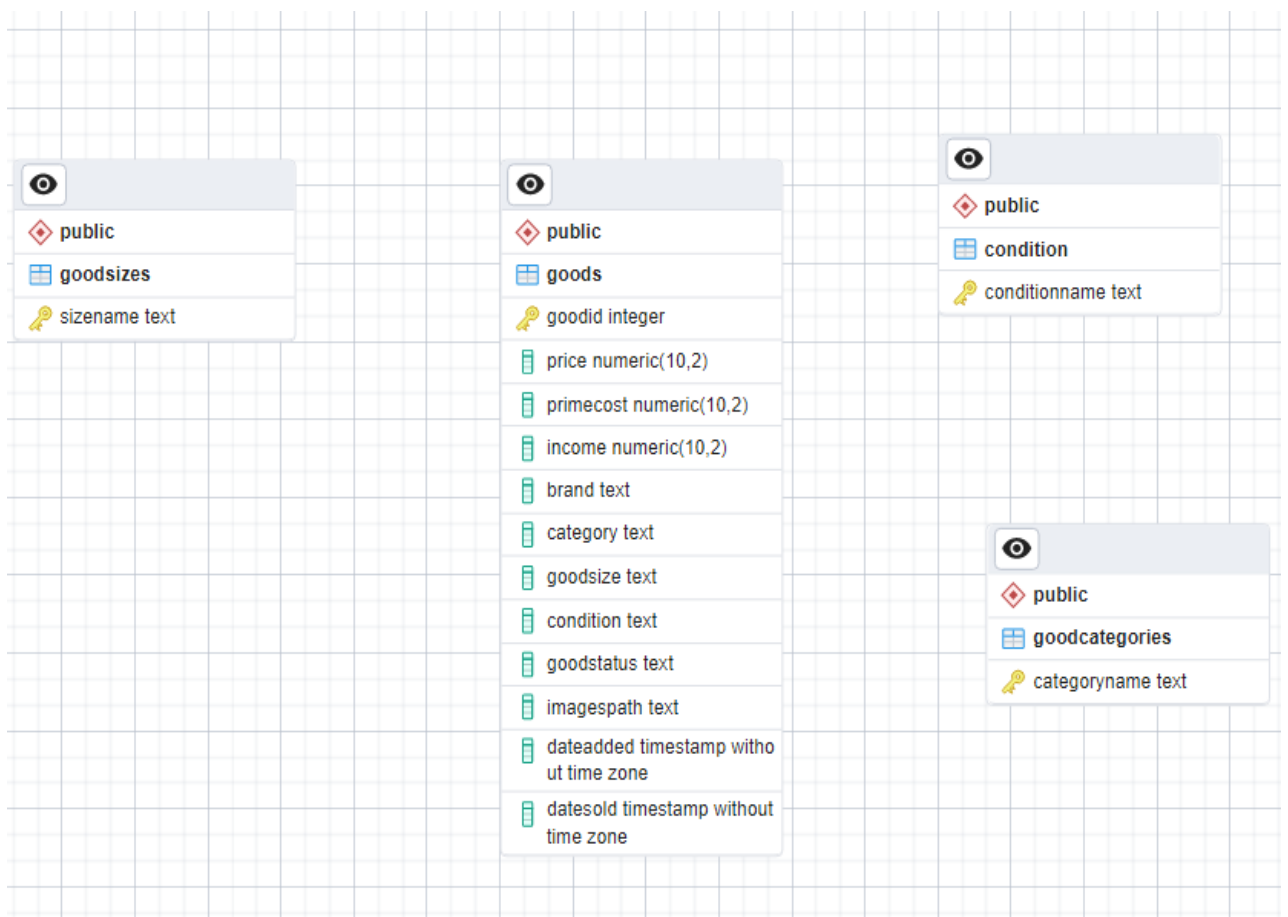 public
goodsizes
sizename text
public
goods
goodid integer
price numeric(10,2)
primecost numeric(10,2)
income numeric(10,2)
brand text
category text
goodsize text
condition text
goodstatus text
imagespath text
dateadded timestamp witho
ut time zone
datesold timestamp without
time zone
public
condition
conditionname text
public
goodcategories
categoryname text